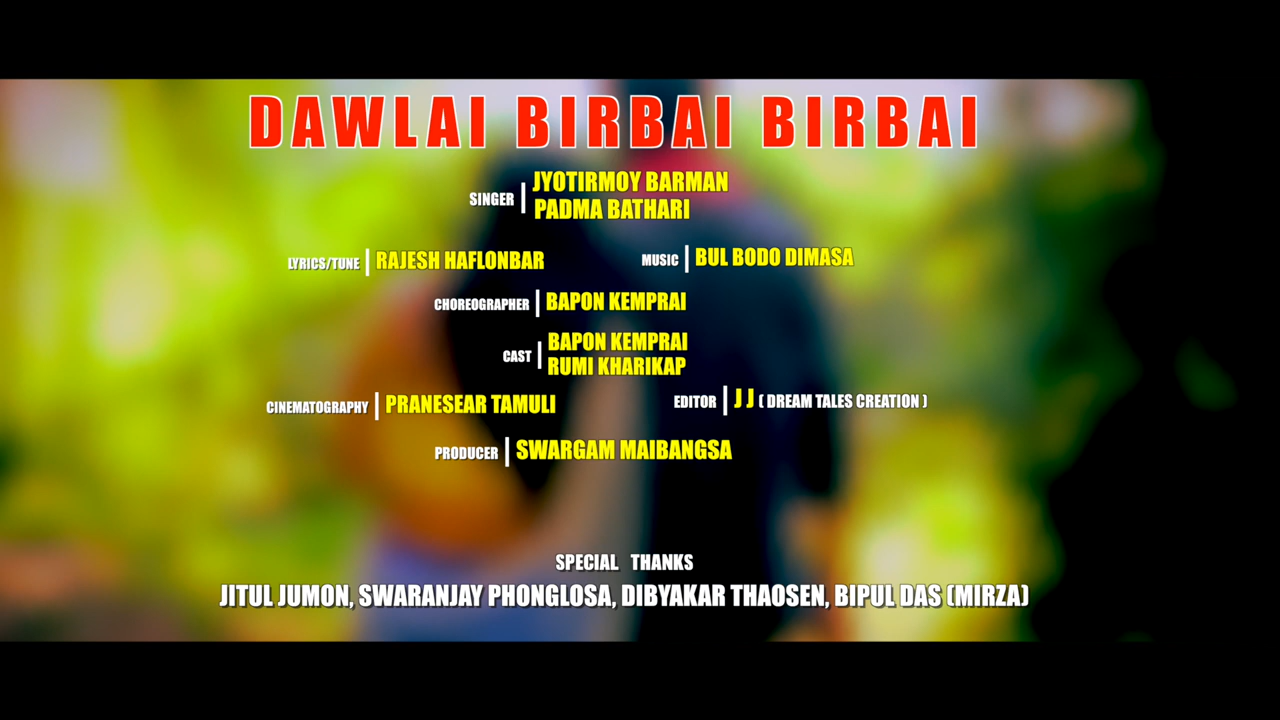 DAWLAI BIRBAI BIRBAI
SINGER | JYOTIRMOY BARMAN
PADMA BATHARI
LYRICS/TUNE | RAJESH HAFLONBAR
MUSIC | BUL BODO DIMASA
CHOREOGRAPHER | BAPON KEMPRAI
CAST | BAPON KEMPRAI
RUMI KHARIKAP
CINEMATOGRAPHY | PRANESEAR TAMULI
EDITOR | J J ( DREAM TALES CREATION )
PRODUCER | SWARGAM MAIBANGSA
SPECIAL THANKS
JITUL JUMON, SWARANJAY PHONGLOSA, DIBYAKAR THAOSEN, BIPUL DAS (MIRZA)